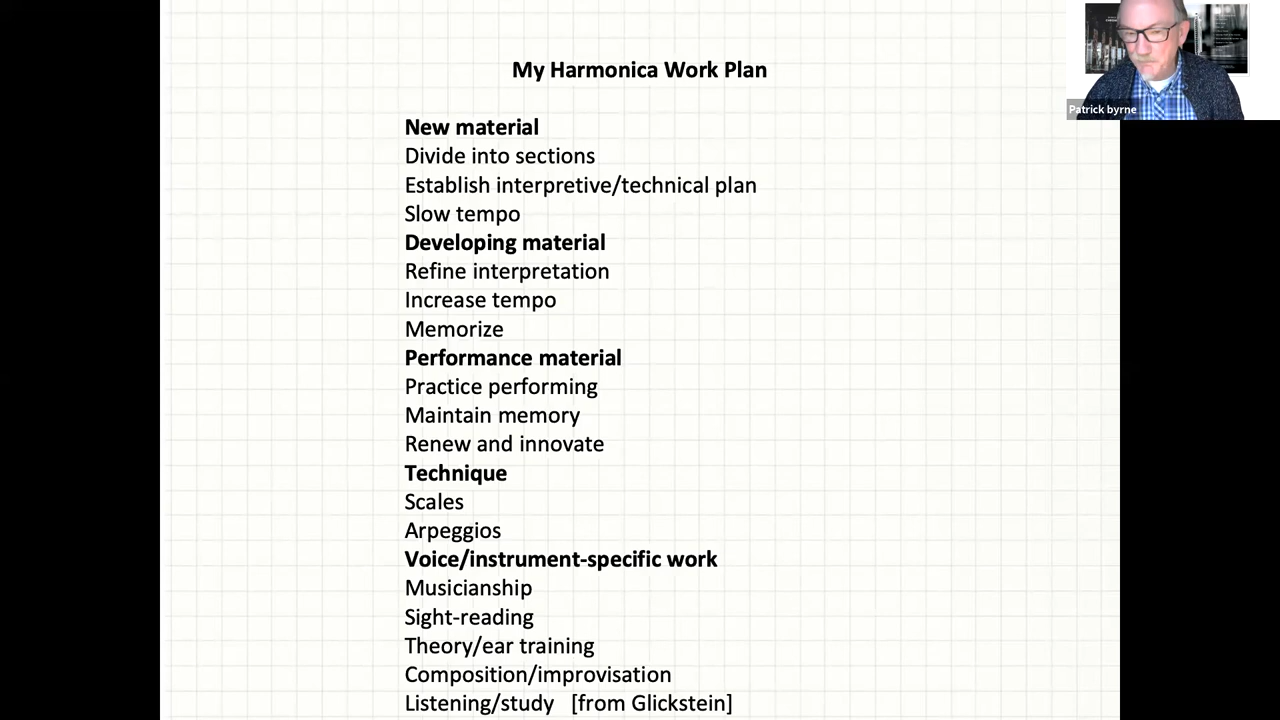 My Harmonica Work Plan
Patrick byrne
New material
Divide into sections
Establish interpretive/technical plan
Slow tempo
Developing material
Refine interpretation
Increase tempo
Memorize
Performance material
Practice performing
Maintain memory
Renew and innovate
Technique
Scales
Arpeggios
Voice/instrument-specific work
Musicianship
Sight-reading
Theory/ear training
Composition/improvisation
Listening/study [from Glickstein]